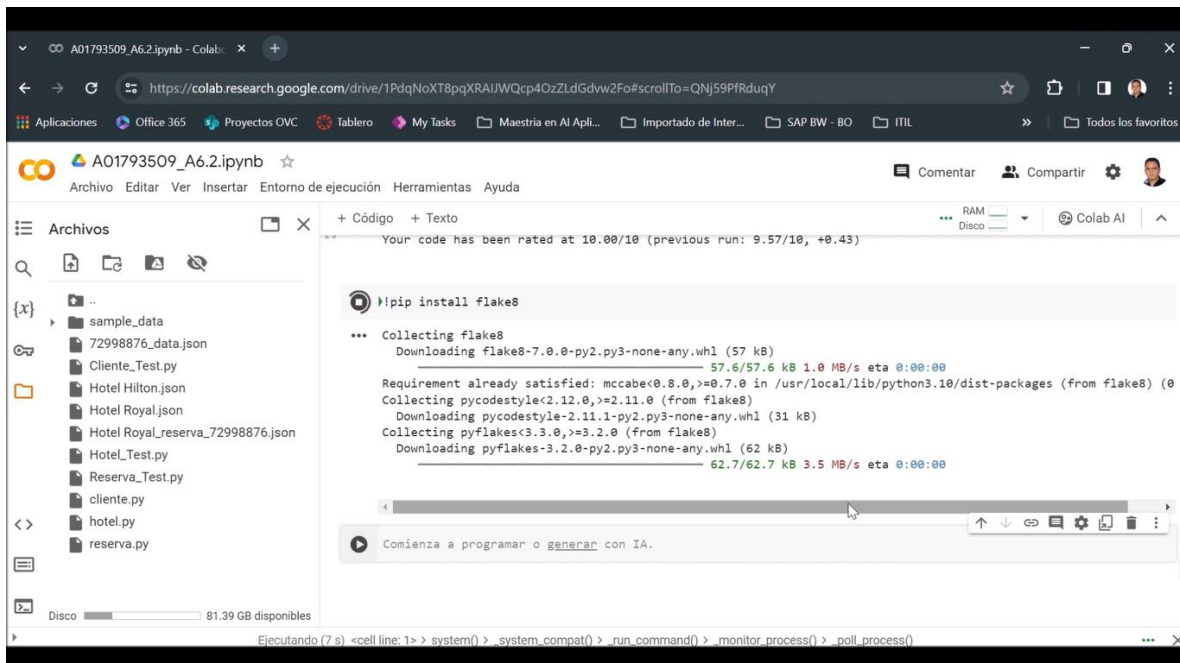 A01793509_A6.2.ipynb - Colab
https://colab.research.google.com/drive/1PdqNoXT8pqXRAIJWQcp4OzZLdGdvw2Fo#scrollTo=QNj59PfRduqY
Aplicaciones Office 365 Proyectos OVC Tablero My Tasks Maestria en AI Apli... Importado de Inter... SAP BW - BO ITIL » Todos los favoritos
CO A01793509_A6.2.ipynb
Comentar Compartir
Archivo Editar Ver Insertar Entorno de ejecución Herramientas Ayuda
Archivos
+ Código + Texto
RAM
Disco
Colab AI
Your code has been rated at 10.00/10 (previous run: 9.57/10, +0.43)
{x}
..
sample_data
72998876_data.json
Cliente_Test.py
Hotel Hilton.json
Hotel Royal.json
Hotel Royal_reserva_72998876.json
Hotel_Test.py
Reserva_Test.py
cliente.py
hotel.py
reserva.py
Disco 81.39 GB disponibles
!pip install flake8
Collecting flake8
Downloading flake8-7.0.0-py2.py3-none-any.whl (57 kB)
57.6/57.6 kB 1.0 MB/s eta 0:00:00
Requirement already satisfied: mccabe<0.8.0,>=0.7.0 in /usr/local/lib/python3.10/dist-packages (from flake8) (0
Collecting pycodestyle<2.12.0,>=2.11.0 (from flake8)
Downloading pycodestyle-2.11.1-py2.py3-none-any.whl (31 kB)
Collecting pyflakes<3.3.0,>=3.2.0 (from flake8)
Downloading pyflakes-3.2.0-py2.py3-none-any.whl (62 kB)
62.7/62.7 kB 3.5 MB/s eta 0:00:00
Comienza a programar o generar con IA.
Ejecutando (7 s) <cell line: 1> > system() > _system_compat() > _run_command() > _monitor_process() > _poll_process()